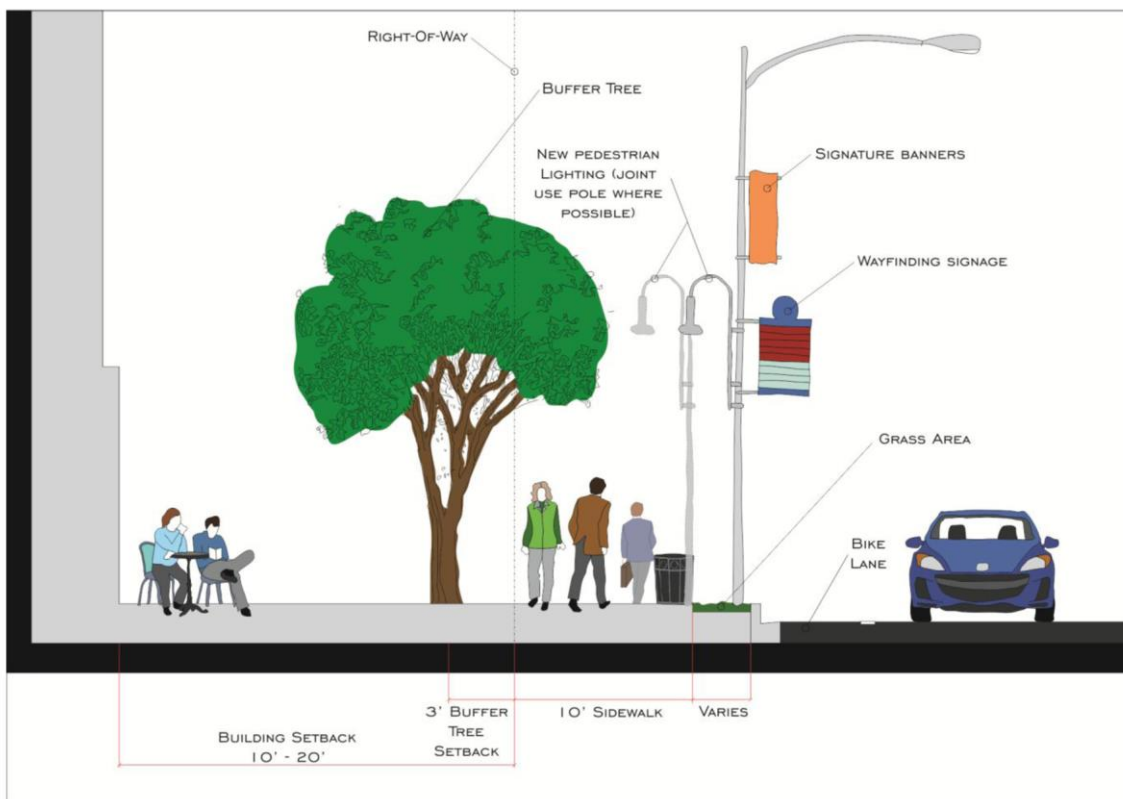 Right-Of-Way
Buffer Tree
New pedestrian
Lighting (joint
use pole where
possible)
Signature banners
Wayfinding signage
Grass Area
Bike
Lane
3' Buffer
Tree
Setback
10' Sidewalk
Varies
Building Setback
10' - 20'